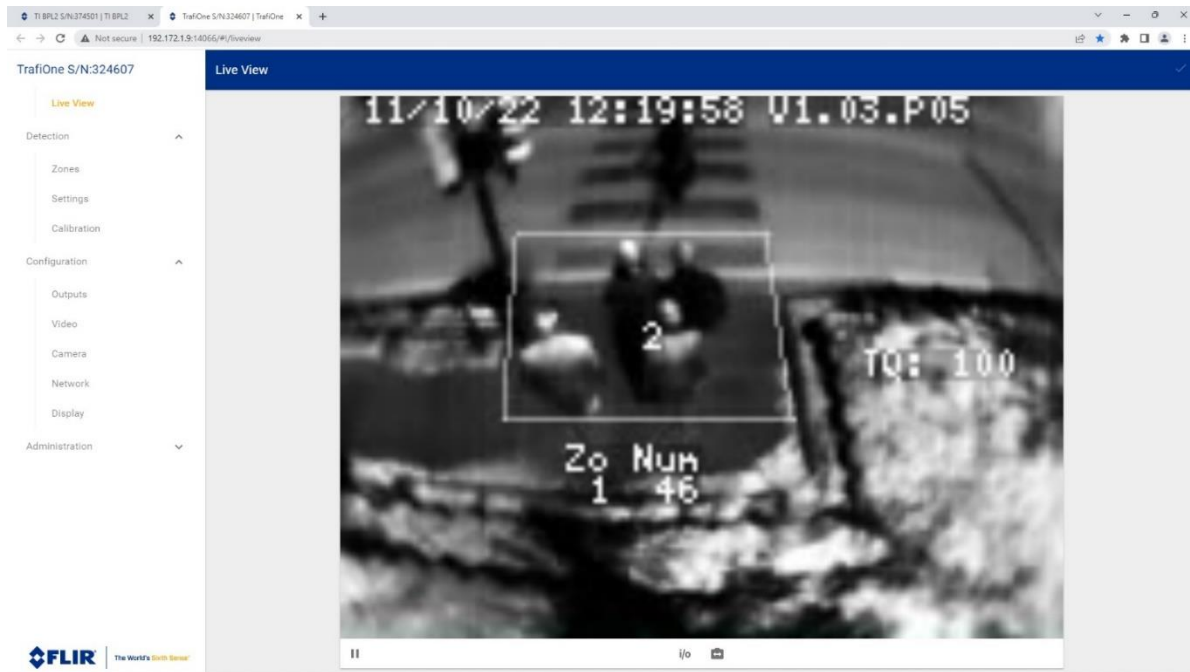 TI BPL2 S/N:374501 | TI BPL2
TrafiOne S/N:324607 | TrafiOne
Not secure
192.172.1.9:14066/#!/liveview
TrafiOne S/N:324607
Live View
Live View
Detection
Zones
Settings
Calibration
Configuration
Outputs
Video
Camera
Network
Display
Administration
11/10/22 12:19:58 V1.03.P05
2
TQ: 100
Zo Num
1 46
FLIR
The World's Sixth Sense
i/o